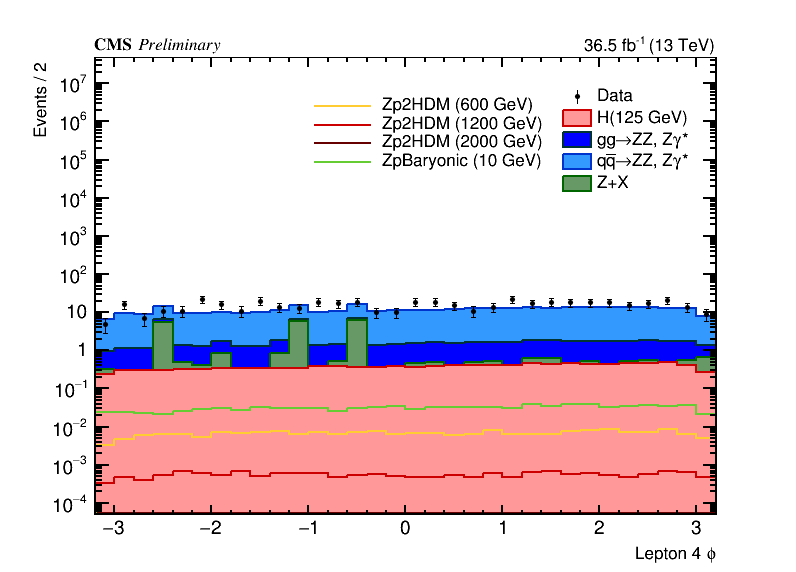 CMS Preliminary
36.5 fb⁻¹ (13 TeV)
Events / 2
10⁷
10⁶
10⁵
10⁴
10³
10²
10
1
10⁻¹
10⁻²
10⁻³
10⁻⁴
Zp2HDM (600 GeV)
Zp2HDM (1200 GeV)
Zp2HDM (2000 GeV)
ZpBaryonic (10 GeV)
Data
H(125 GeV)
gg→ZZ, Zγ*
qq̅→ZZ, Zγ*
Z+X
−3 −2 −1 0 1 2 3
Lepton 4 ϕ